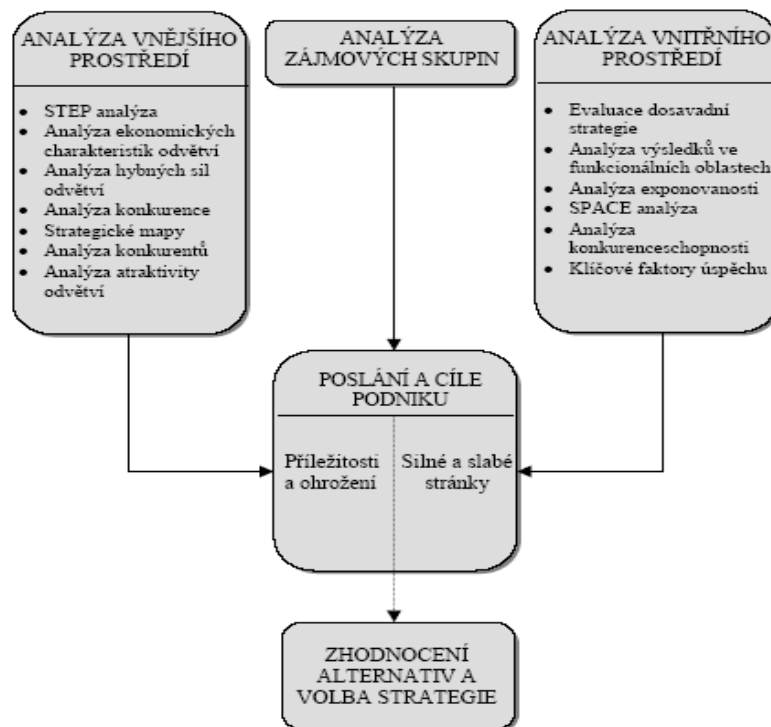 ANALÝZA VNĚJŠÍHO
PROSTŘEDÍ
• STEP analýza
• Analýza ekonomických
charakteristik odvětví
• Analýza hybných sil
odvětví
• Analýza konkurence
• Strategické mapy
• Analýza konkurentů
• Analýza atraktivity
odvětví
ANALÝZA
ZÁJMOVÝCH SKUPIN
ANALÝZA VNITŘNÍHO
PROSTŘEDÍ
• Evaluace dosavadní
strategie
• Analýza výsledků ve
funkcionálních oblastech
• Analýza exponovanosti
• SPACE analýza
• Analýza
konkurenceschopnosti
• Klíčové faktory úspěchu
POSLÁNÍ A CÍLE
PODNIKU
Příležitosti
a ohrožení
Silné a slabé
stránky
ZHODNOCENÍ
ALTERNATIV A
VOLBA STRATEGIE